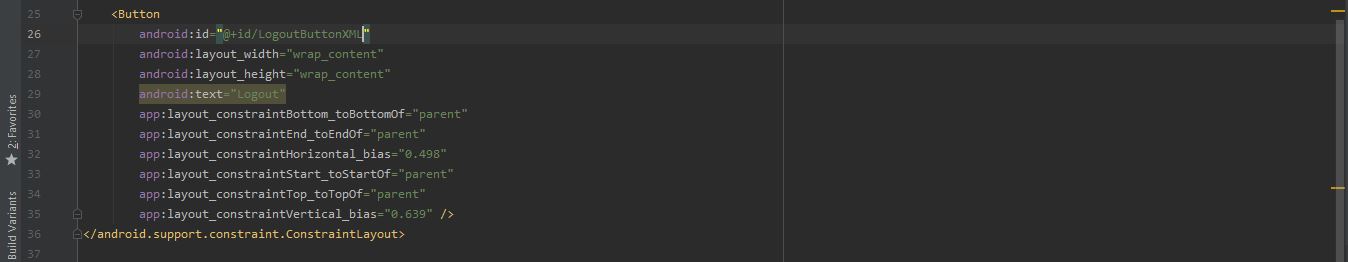 25 <Button
26 android:id="@+id/LogoutButtonXML"
27 android:layout_width="wrap_content"
28 android:layout_height="wrap_content"
29 android:text="Logout"
30 app:layout_constraintBottom_toBottomOf="parent"
31 app:layout_constraintEnd_toEndOf="parent"
32 app:layout_constraintHorizontal_bias="0.498"
33 app:layout_constraintStart_toStartOf="parent"
34 app:layout_constraintTop_toTopOf="parent"
35 app:layout_constraintVertical_bias="0.639" />
36 </android.support.constraint.ConstraintLayout>
37
2: Favorites
Build Variants